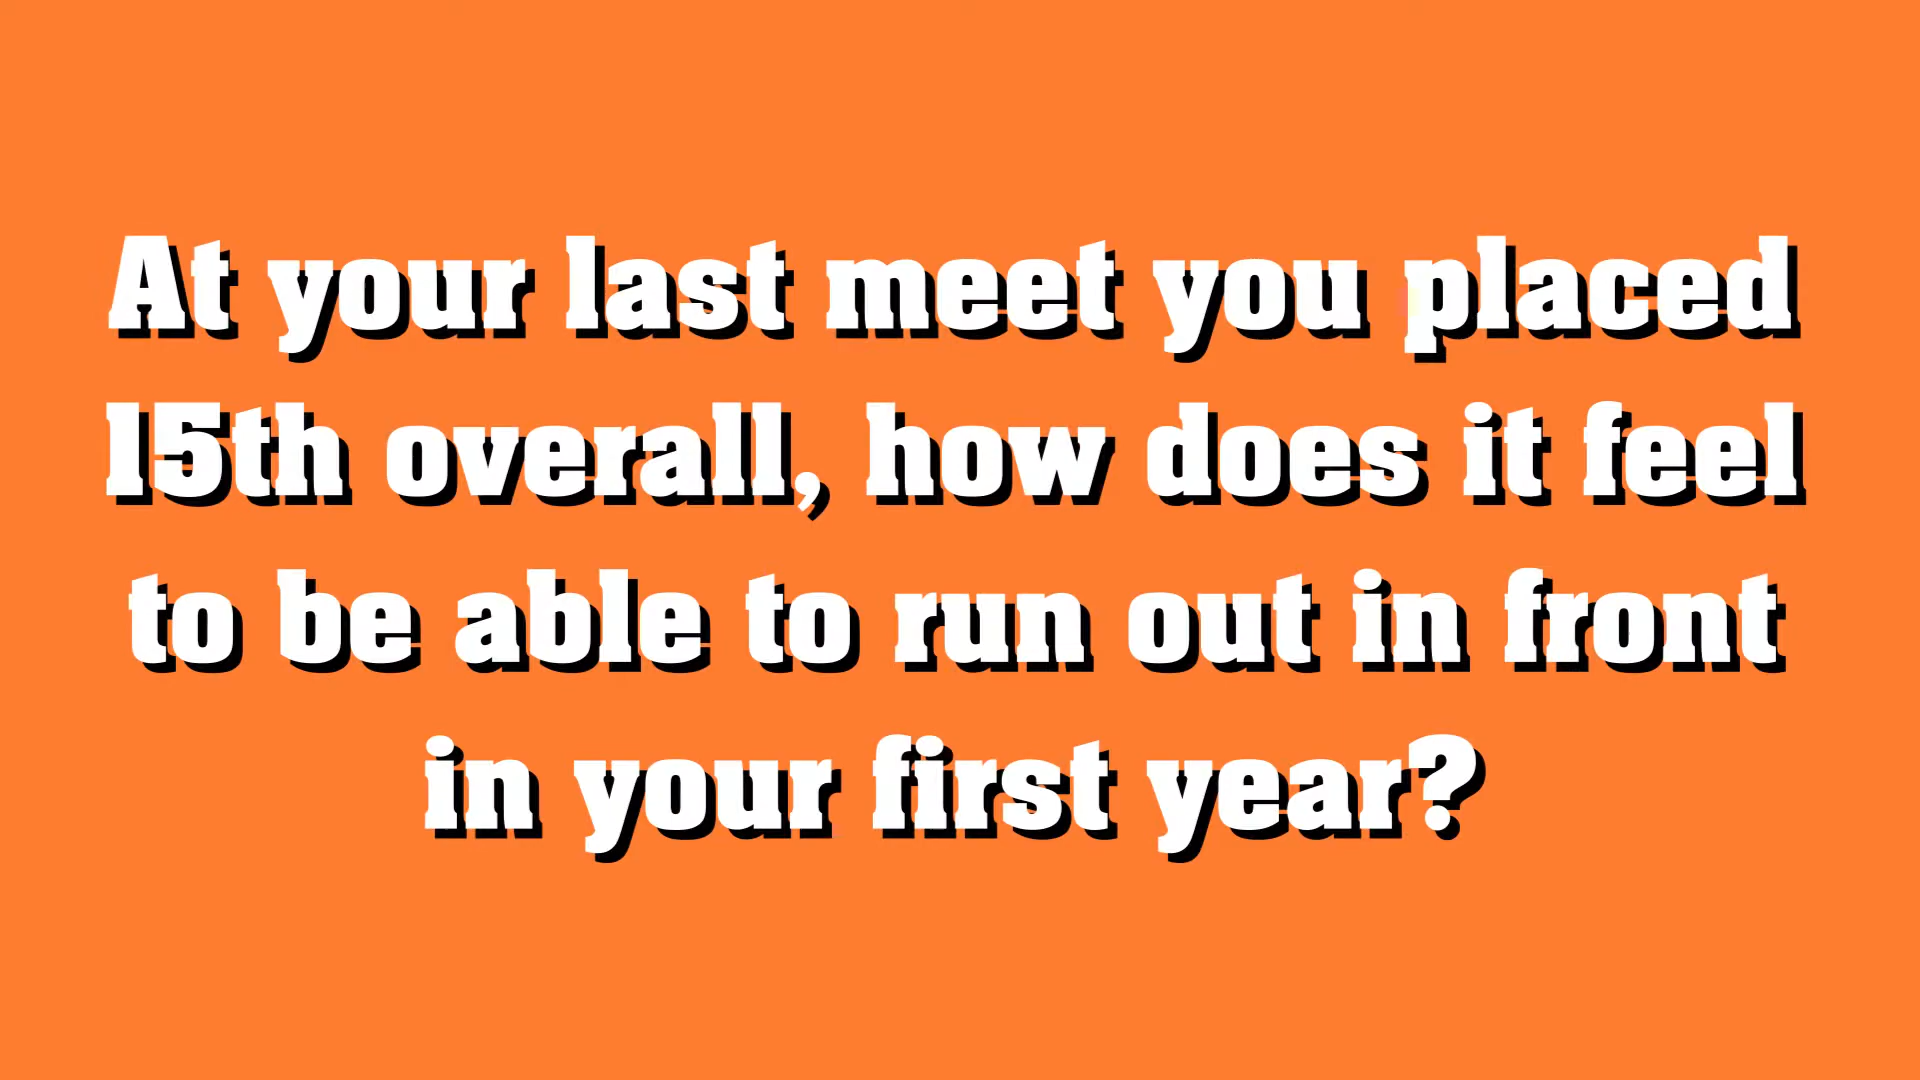 At your last meet you placed
15th overall, how does it feel
to be able to run out in front
in your first year?